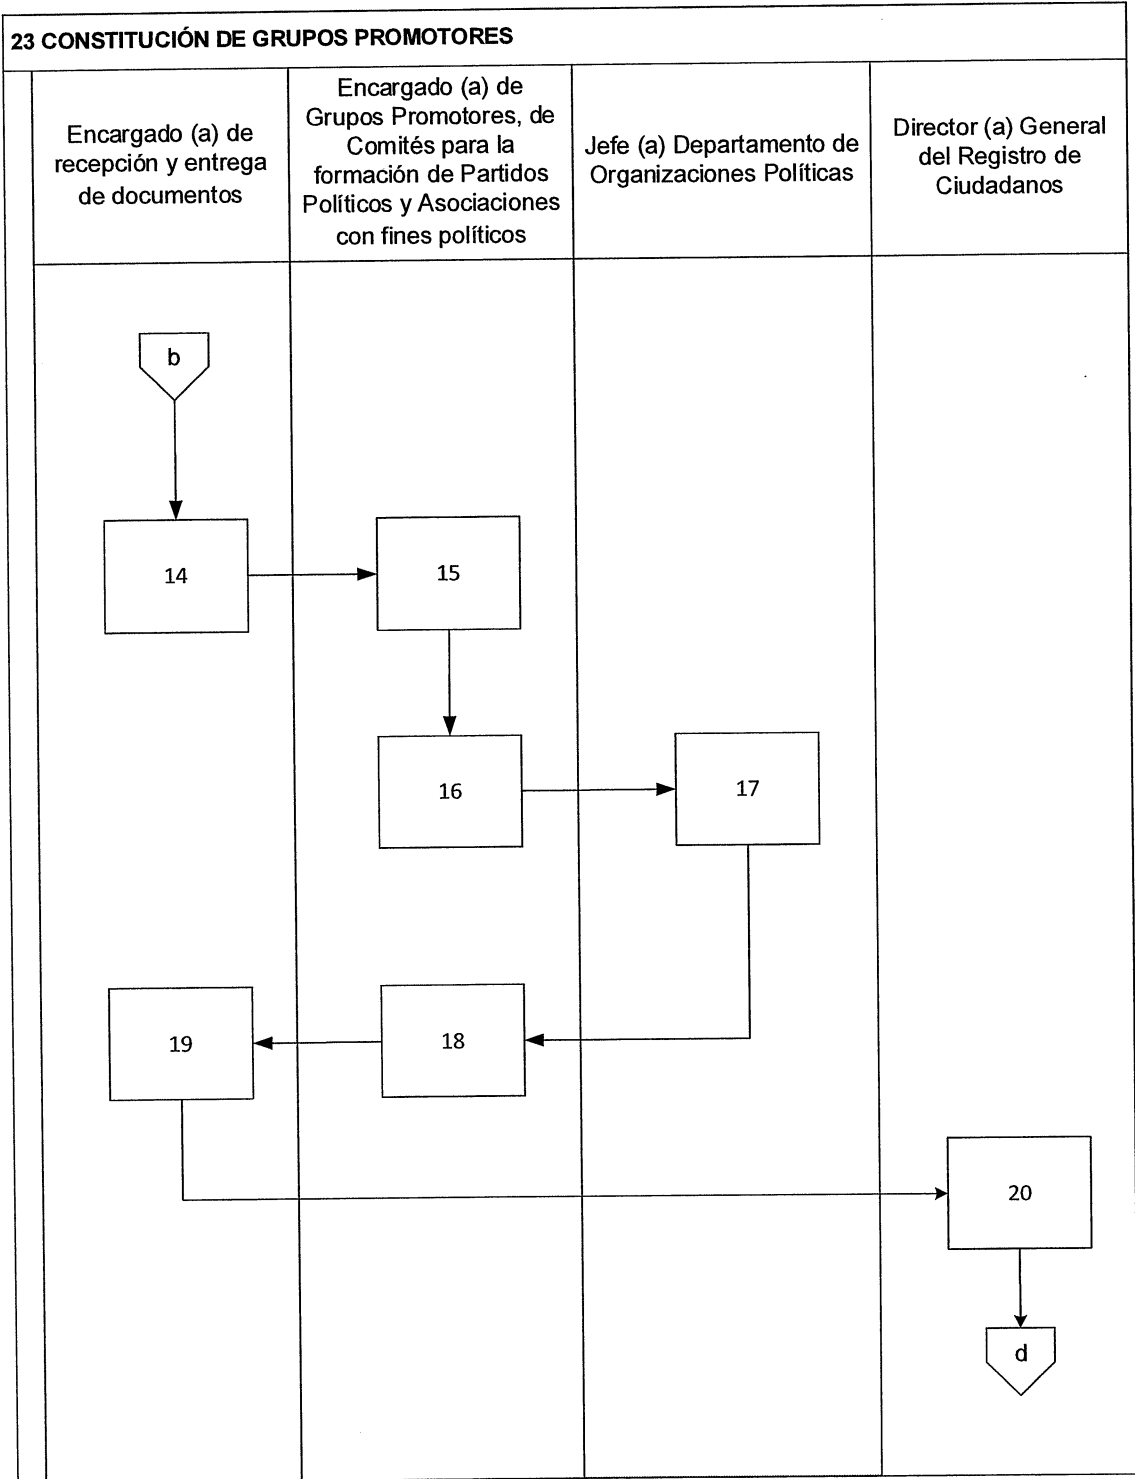 23 CONSTITUCIÓN DE GRUPOS PROMOTORES
Encargado (a) de
recepción y entrega
de documentos
Encargado (a) de
Grupos Promotores, de
Comités para la
formación de Partidos
Políticos y Asociaciones
con fines políticos
Jefe (a) Departamento de
Organizaciones Políticas
Director (a) General
del Registro de
Ciudadanos
b
14
15
16
17
19
18
20
d